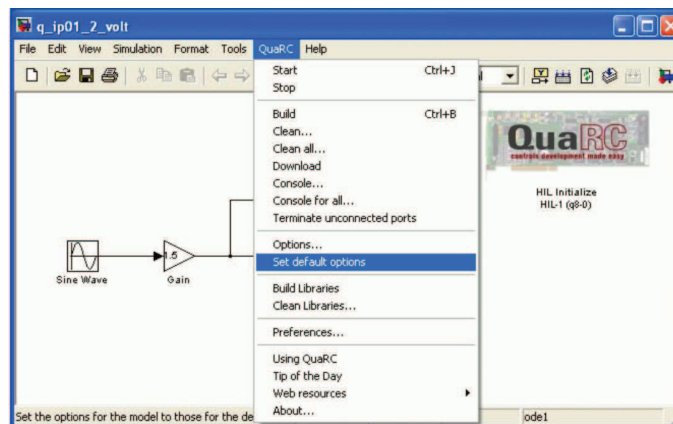 q_ip01_2_volt
File Edit View Simulation Format Tools QuaRC Help
Start Ctrl+J
Stop
Build Ctrl+B
Clean...
Clean all...
Download
Console...
Console for all...
Terminate unconnected ports
Options...
Set default options
Build Libraries
Clean Libraries...
Preferences...
Using QuaRC
Tip of the Day
Web resources
About...
1.5
Sine Wave
Gain
QuaRC
controls development made easy
HIL Initialize
HIL-1 (q8-0)
Set the options for the model to those for the de
ode1